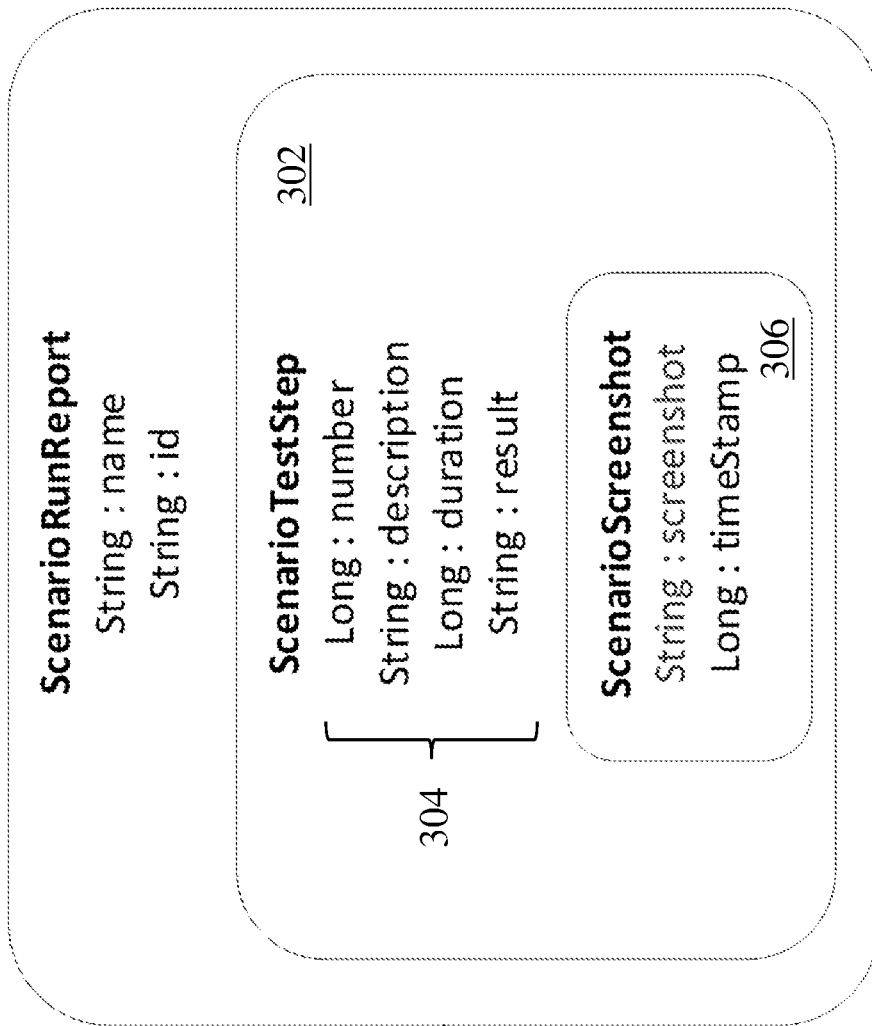 ScenarioRunReport
String : name
String : id
302
ScenarioTestStep
Long : number
String : description
Long : duration
String : result
304
ScenarioScreenshot
String : screenshot
Long : timeStamp
306